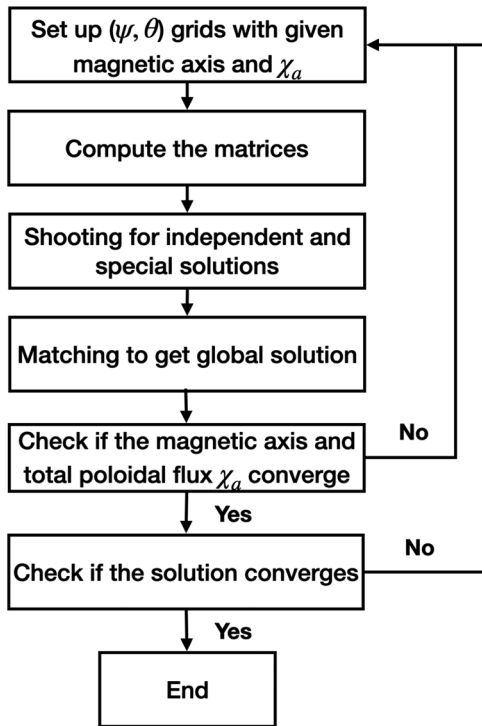 Set up (ψ, θ) grids with given
magnetic axis and χₐ
Compute the matrices
Shooting for independent and
special solutions
Matching to get global solution
Check if the magnetic axis and
total poloidal flux χₐ converge
No
Yes
Check if the solution converges
No
Yes
End